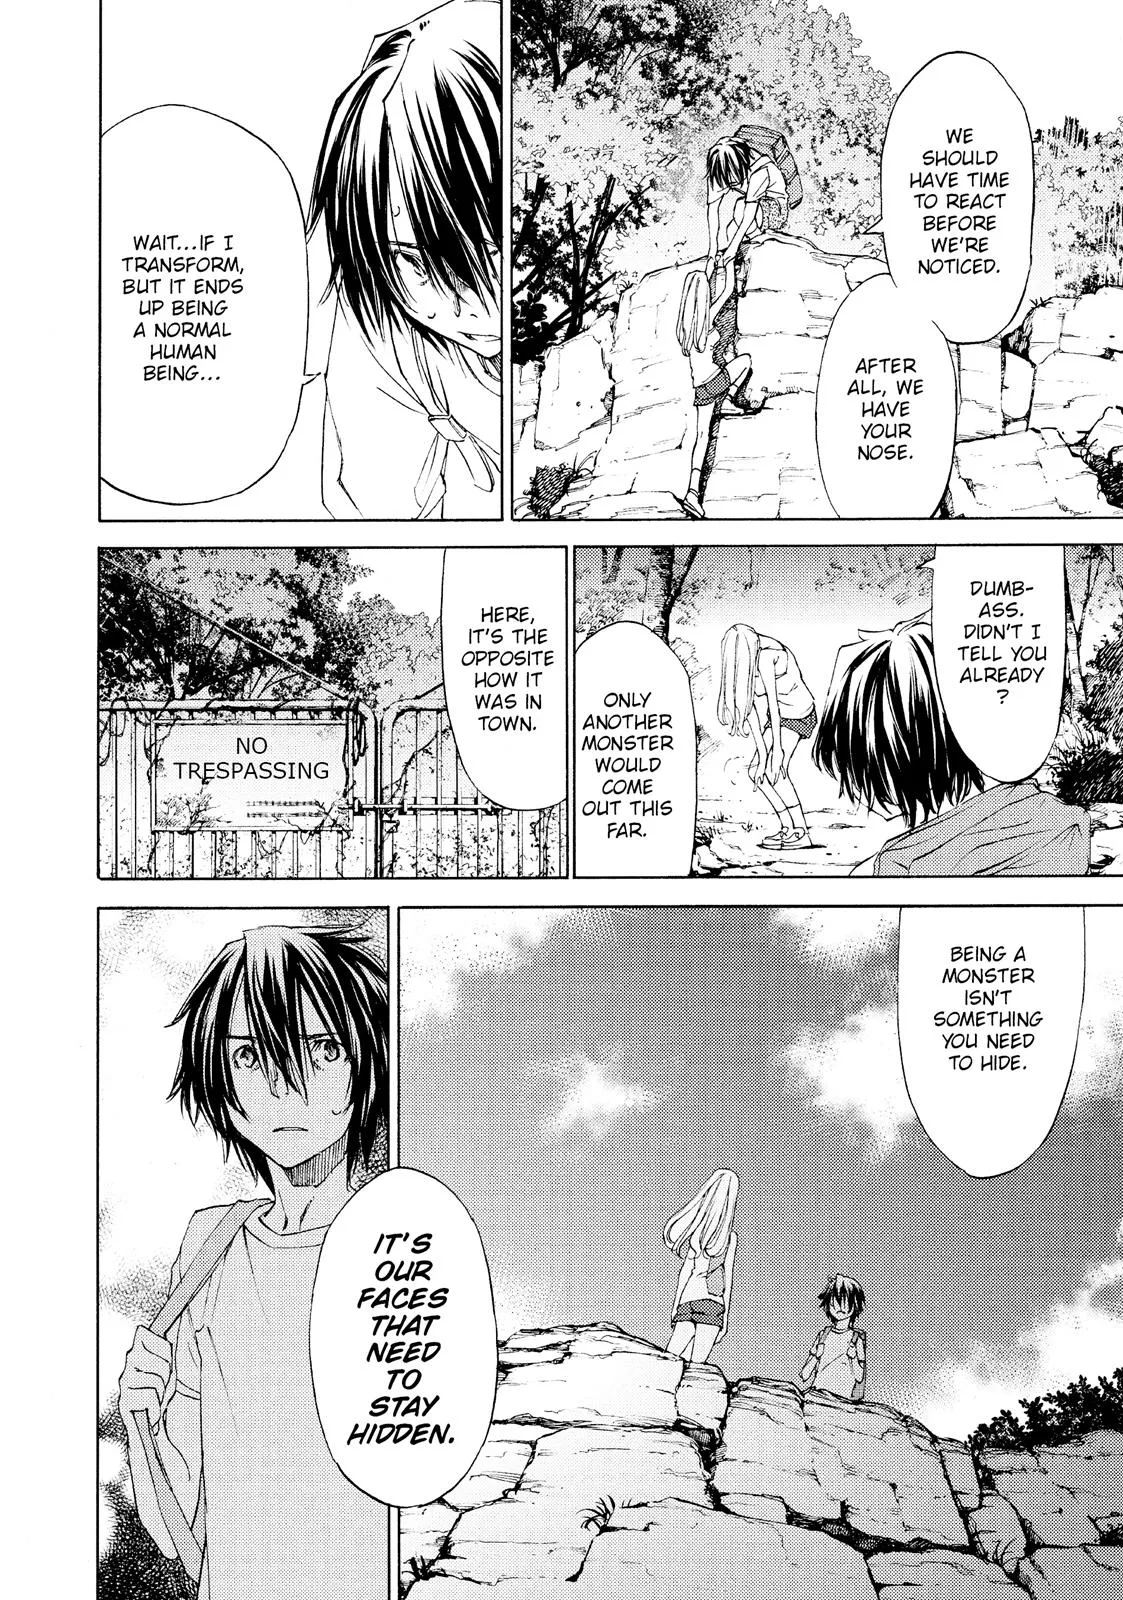 WE
SHOULD
HAVE TIME
TO REACT
BEFORE
WE'RE
NOTICED.
AFTER
ALL, WE
HAVE
YOUR
NOSE.
WAIT...IF I
TRANSFORM,
BUT IT ENDS
UP BEING
A NORMAL
HUMAN
BEING...
DUMB-
ASS.
DIDN'T I
TELL YOU
ALREADY
?
ONLY
ANOTHER
MONSTER
WOULD
COME
OUT THIS
FAR.
HERE,
IT'S THE
OPPOSITE
HOW IT
WAS IN
TOWN.
NO
TRESPASSING
BEING A
MONSTER
ISN'T
SOMETHING
YOU NEED
TO HIDE.
IT'S
OUR
FACES
THAT
NEED
TO
STAY
HIDDEN.